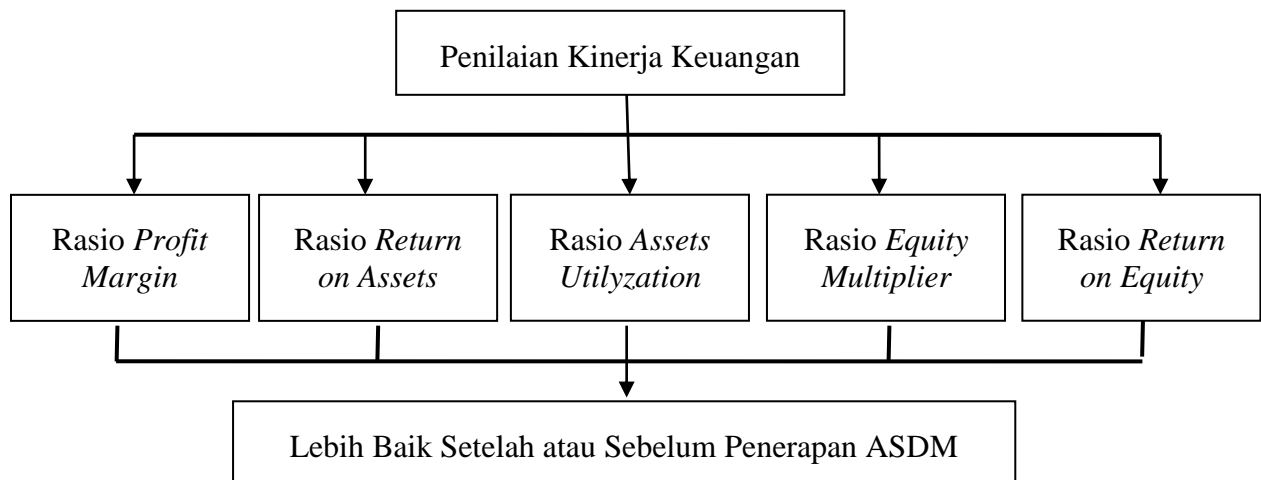 Penilaian Kinerja Keuangan
Rasio Profit
Margin
Rasio Return
on Assets
Rasio Assets
Utilyzation
Rasio Equity
Multiplier
Rasio Return
on Equity
Lebih Baik Setelah atau Sebelum Penerapan ASDM